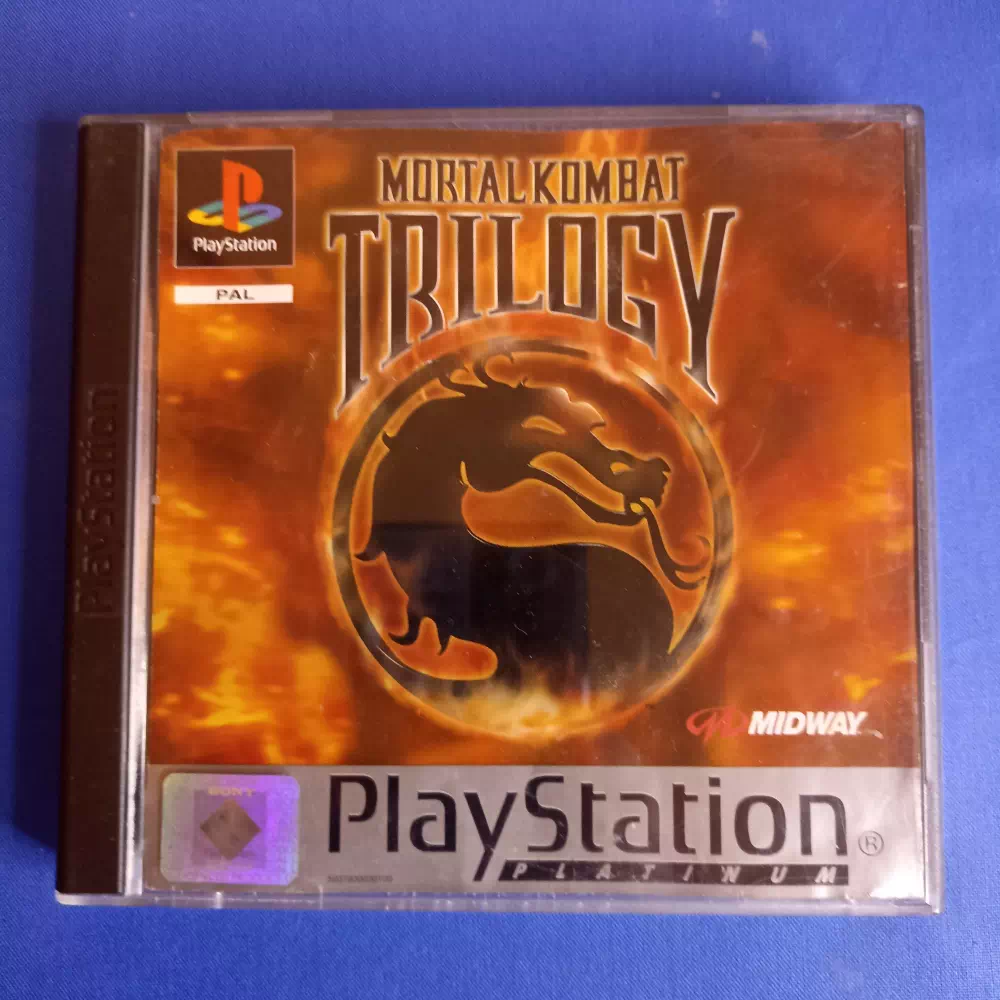 PlayStation
PAL
MORTAL KOMBAT
TRILOGY
PlayStation
MIDWAY
SONY
PlayStation ®
PLATINUM